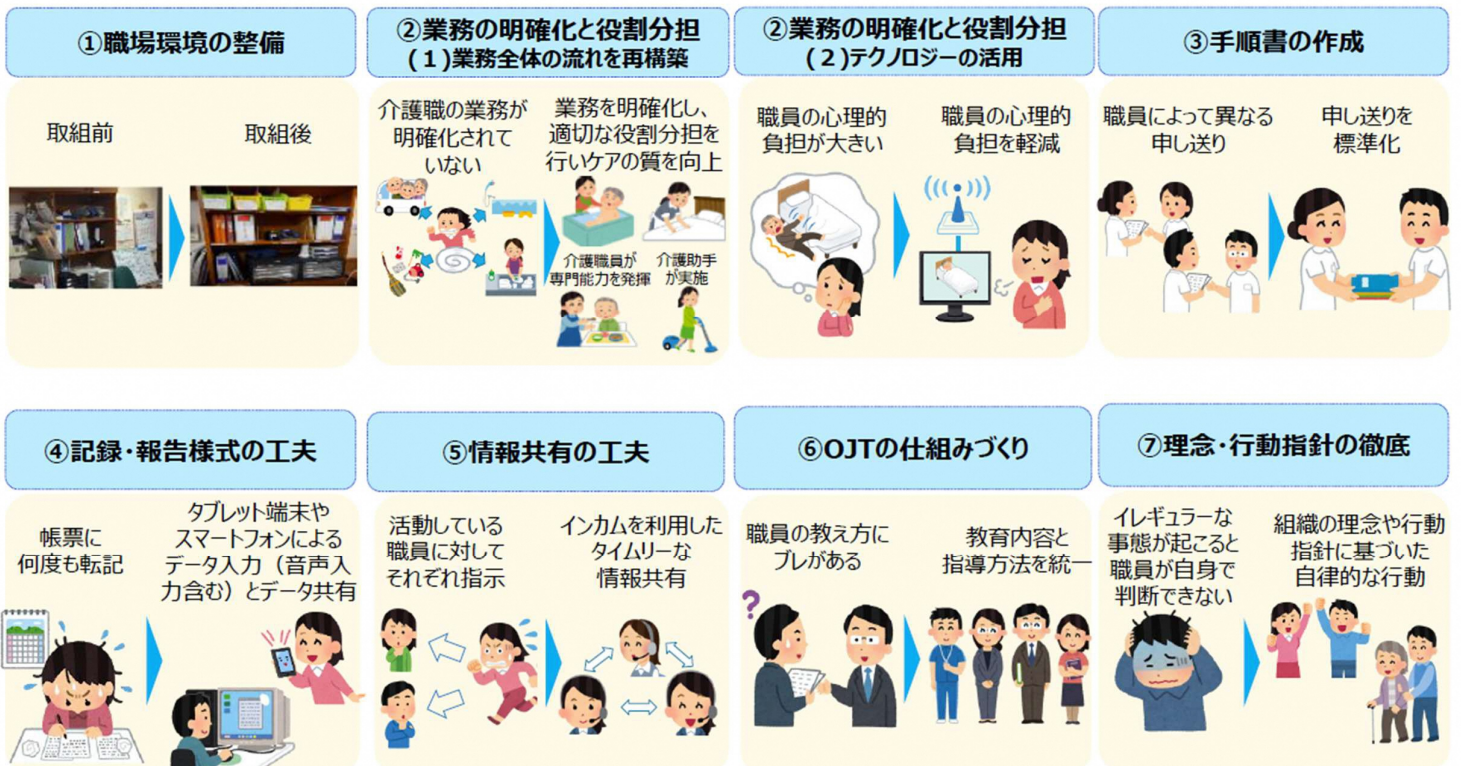 ①職場環境の整備
取組前
取組後
②業務の明確化と役割分担
(1)業務全体の流れを再構築
介護職の業務が
明確化されて
いない
業務を明確化し、
適切な役割分担を
行いケアの質を向上
介護職員が
専門能力を発揮
介護助手
が実施
②業務の明確化と役割分担
(2)テクノロジーの活用
職員の心理的
負担が大きい
職員の心理的
負担を軽減
③手順書の作成
職員によって異なる
申し送り
申し送りを
標準化
④記録・報告様式の工夫
帳票に
何度も転記
タブレット端末や
スマートフォンによる
データ入力（音声入
力含む）とデータ共有
⑤情報共有の工夫
活動している
職員に対して
それぞれ指示
インカムを利用した
タイムリーな
情報共有
⑥OJTの仕組みづくり
職員の教え方に
ブレがある
?
教育内容と
指導方法を統一
⑦理念・行動指針の徹底
イレギュラーな
事態が起こると
職員が自身で
判断できない
組織の理念や行動
指針に基づいた
自律的な行動